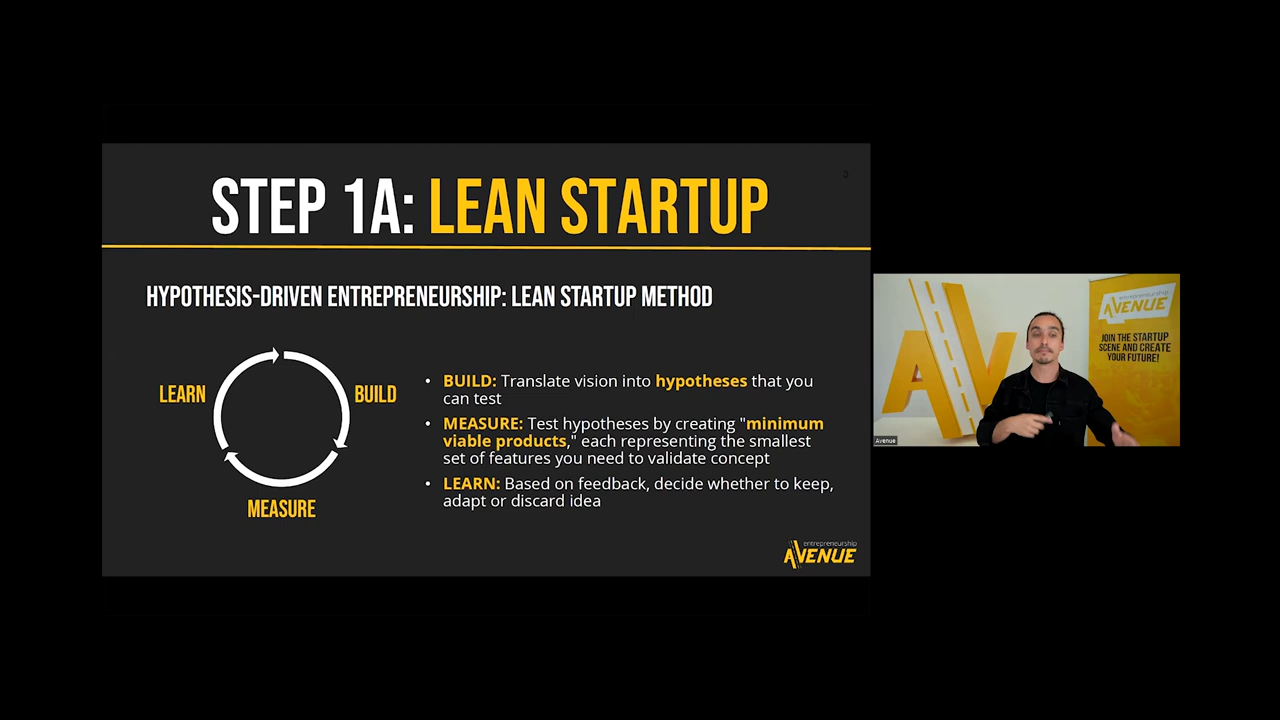 3
STEP 1A: LEAN STARTUP
HYPOTHESIS-DRIVEN ENTREPRENEURSHIP: LEAN STARTUP METHOD
LEARN
BUILD
MEASURE
• BUILD: Translate vision into hypotheses that you
can test
• MEASURE: Test hypotheses by creating "minimum
viable products," each representing the smallest
set of features you need to validate concept
• LEARN: Based on feedback, decide whether to keep,
adapt or discard idea
entrepreneurship
AVENUE
AV
entrepreneurship
AVENUE
JOIN THE STARTUP
SCENE AND CREATE
YOUR FUTURE!
Avenue